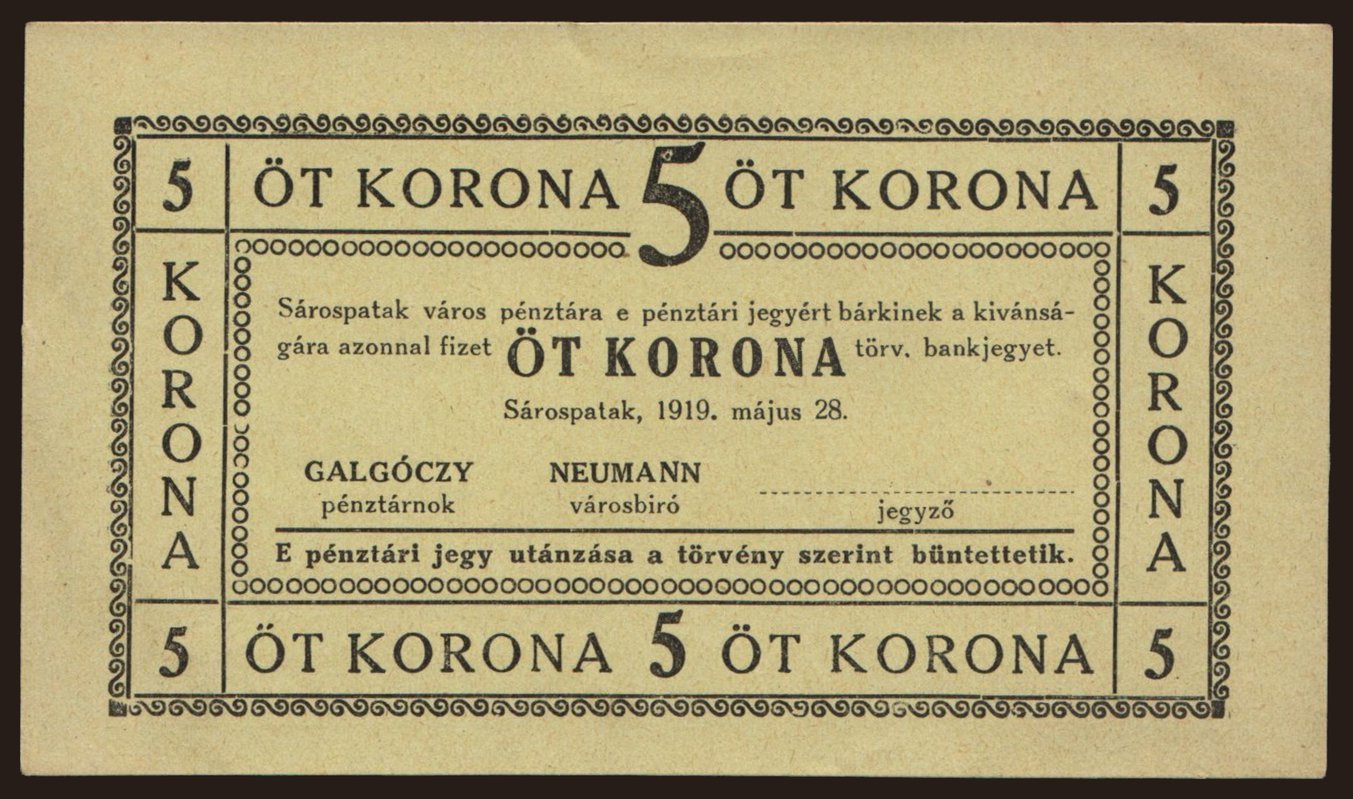 5 ÖT KORONA 5 ÖT KORONA 5
KORONA
Sárospatak város pénztára e pénztári jegyért bárkinek a kivánsá-
gára azonnal fizet ÖT KORONA törv. bankjegyet.
Sárospatak, 1919. május 28.
GALGÓCZY NEUMANN
pénztárnok városbiró jegyző
E pénztári jegy utánzása a törvény szerint büntettetik.
KORONA
5 ÖT KORONA 5 ÖT KORONA 5